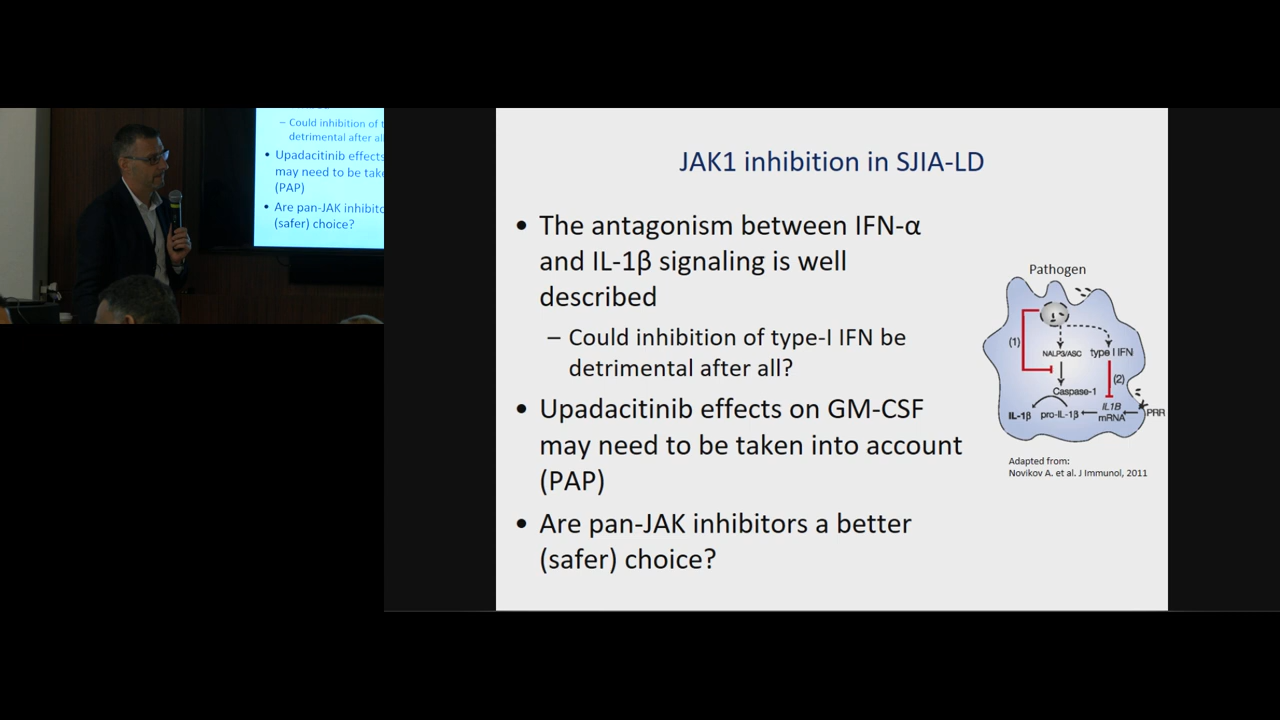 – Could inhibition of t
detrimental after all
• Upadacitinib effects
may need to be take
(PAP)
• Are pan-JAK inhibito
(safer) choice?
JAK1 inhibition in SJIA-LD
• The antagonism between IFN-α
and IL-1β signaling is well
described
– Could inhibition of type-I IFN be
detrimental after all?
• Upadacitinib effects on GM-CSF
may need to be taken into account
(PAP)
• Are pan-JAK inhibitors a better
(safer) choice?
Pathogen
(1)
NALP3/ASC
type I IFN
(2)
Caspase-1
IL-1β
pro-IL-1β
IL1B
mRNA
PRR
Adapted from:
Novikov A. et al. J Immunol, 2011